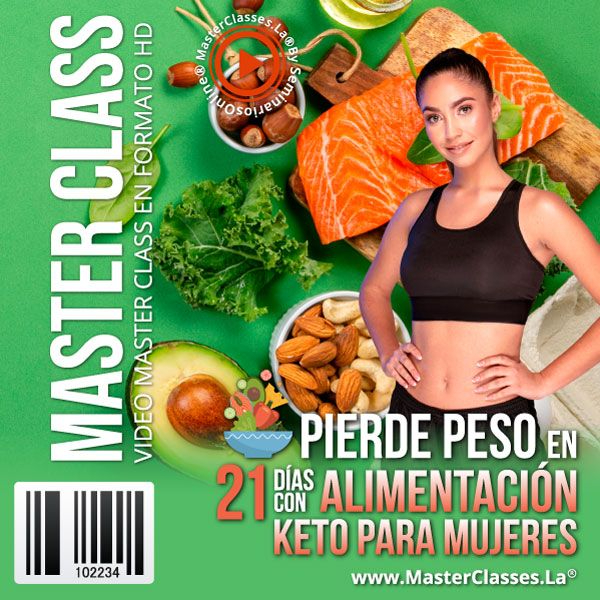 MasterClasses.La®By SeminariosOnline®
MASTER CLASS
VIDEO MASTER CLASS EN FORMATO HD
PIERDE PESO EN
21 DÍAS CON ALIMENTACIÓN
KETO PARA MUJERES
102234
www.MasterClasses.La®